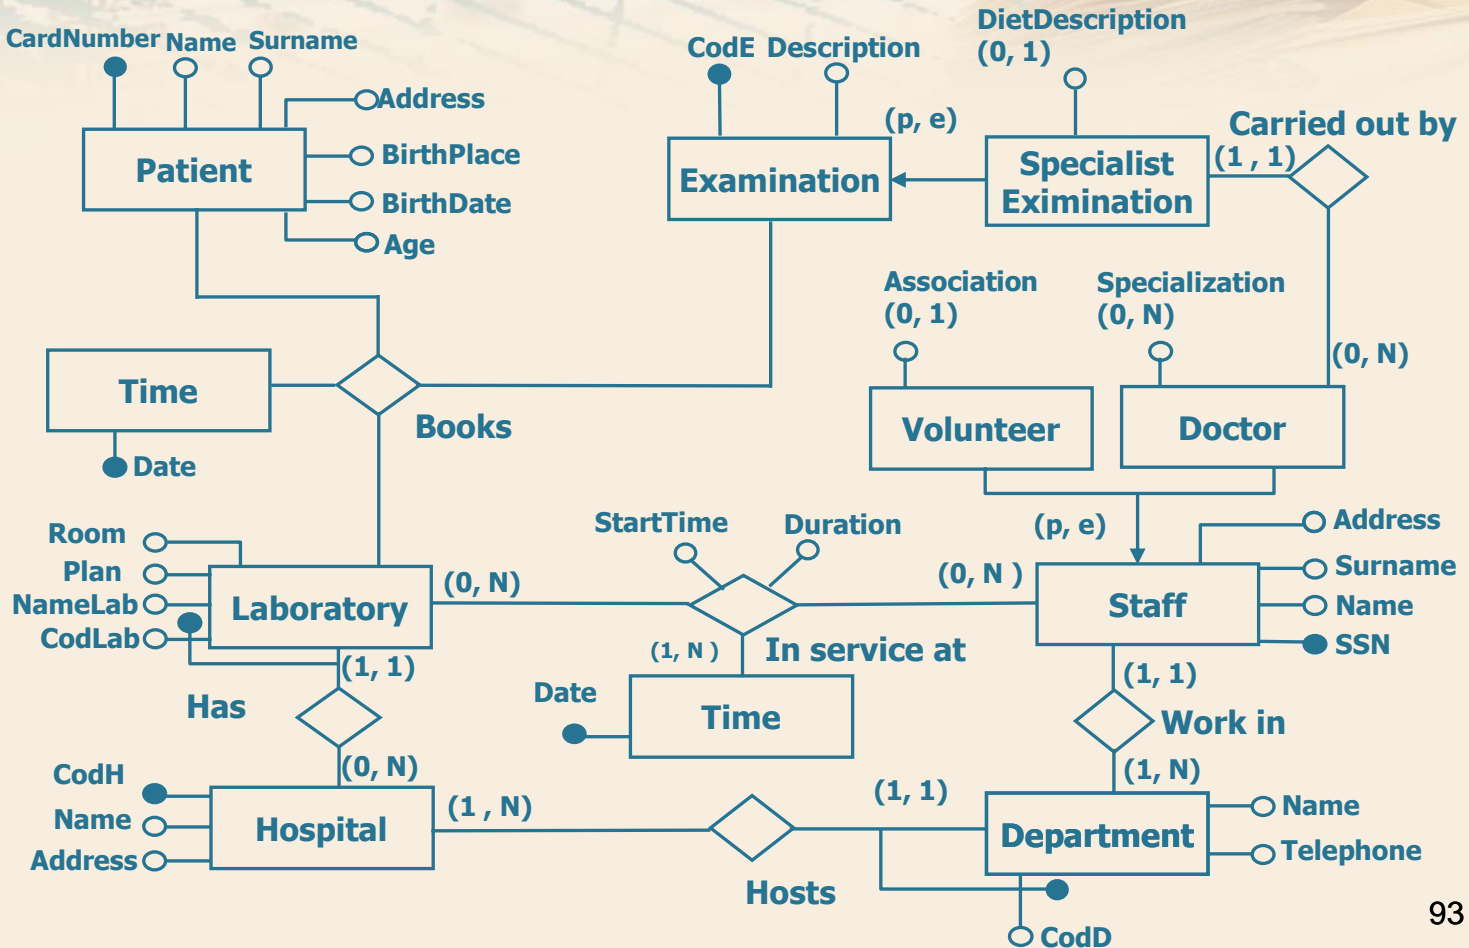 DietDescription
(0, 1)
CardNumber Name Surname
CodE Description
Address
(p, e)
Carried out by
Patient
BirthPlace
Examination
Specialist
Eximination
(1 , 1)
BirthDate
Age
Association
(0, 1)
Specialization
(0, N)
(0, N)
Time
Books
Volunteer
Doctor
Date
Room
StartTime
Duration
(p, e)
Address
Plan
(0, N)
(0, N )
Surname
NameLab
Laboratory
Staff
Name
CodLab
(1, 1)
(1, N )
In service at
SSN
(1, 1)
Has
Date
Time
Work in
CodH
(0, N)
(1, N)
Name
Hospital
(1 , N)
(1, 1)
Department
Name
Address
Telephone
Hosts
CodD
93